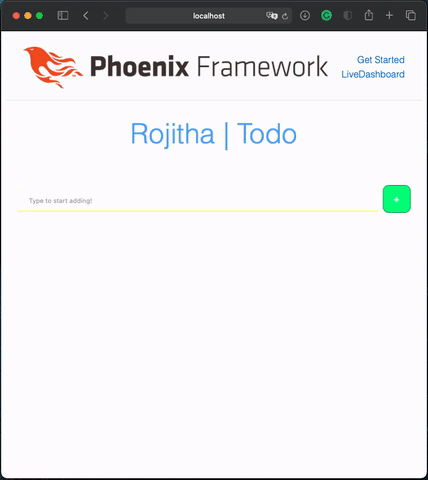 localhost
Phoenix Framework
Get Started
LiveDashboard
Rojitha | Todo
Type to start adding!
+